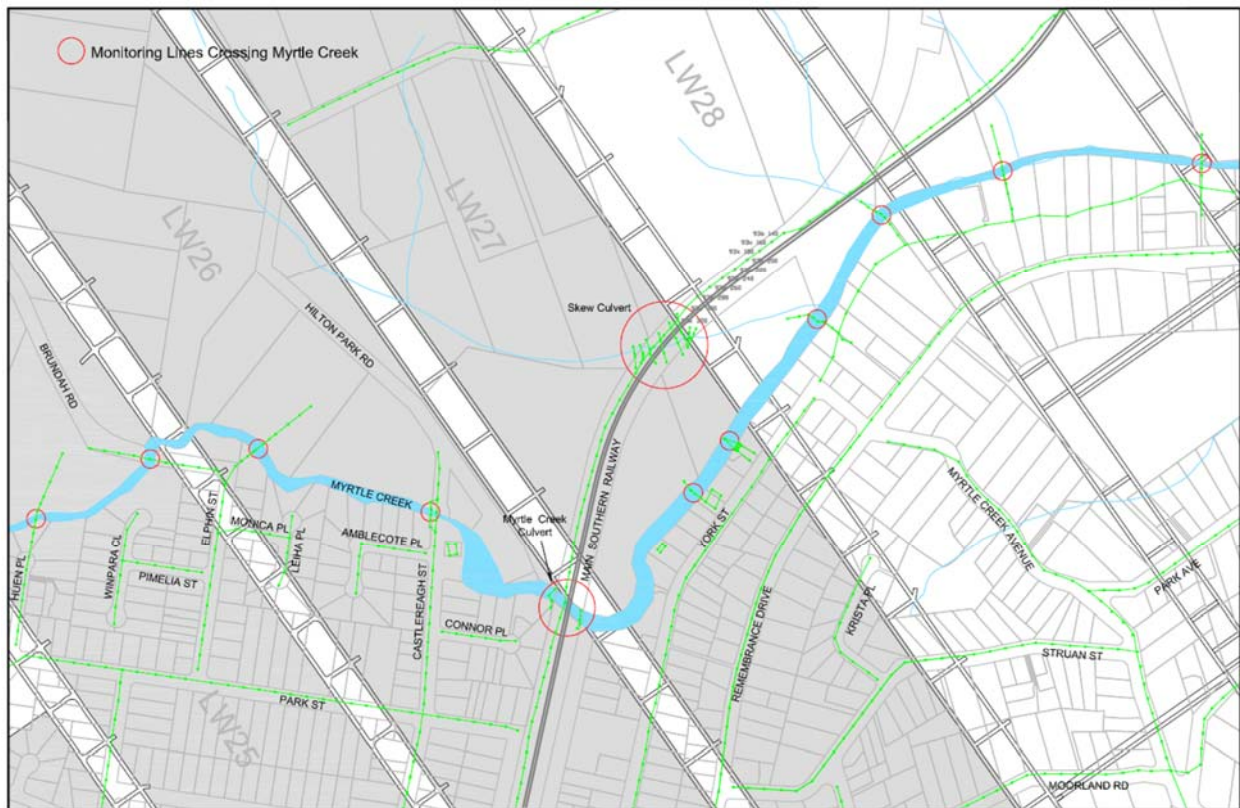 Monitoring Lines Crossing Myrtle Creek
LW28
LW27
LW26
Skew Culvert
HILTON PARK RD
BRUNDAH RD
MAIN SOUTHERN RAILWAY
MYRTLE CREEK
Myrtle Creek
Culvert
ELPHIN ST
MONICA PL
LEIHA PL
AMBLECOTE PL
HUEN PL
WINPARA CL
PIMELIA ST
CASTLEREAGH ST
CONNOR PL
YORK ST
REMEMBRANCE DRIVE
MYRTLE CREEK AVENUE
PARK AVE
KRISTA PL
STRUAN ST
PARK ST
LW25
MOORLAND RD